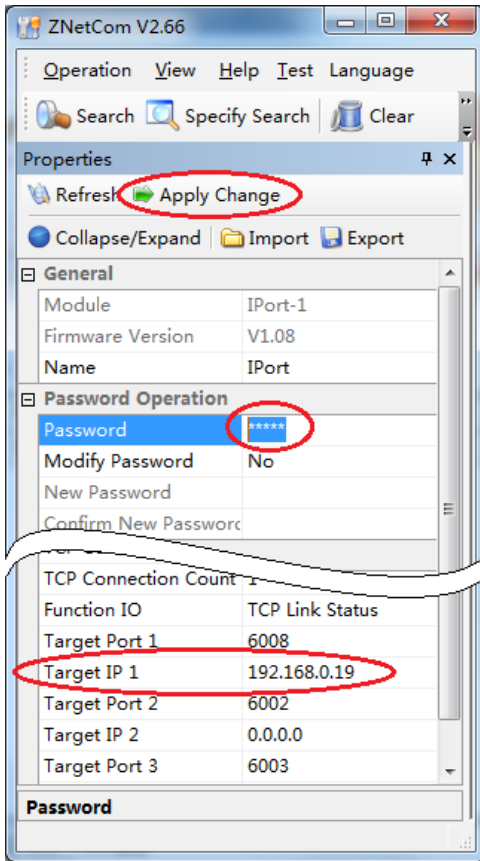 ZNetCom V2.66
Operation View Help Test Language
Search Specify Search Clear
Properties
Refresh Apply Change
Collapse/Expand Import Export
General
Module IPort-1
Firmware Version V1.08
Name IPort
Password Operation
Password *****
Modify Password No
New Password
Confirm New Passworc
TCP Connection Count
Function IO TCP Link Status
Target Port 1 6008
Target IP 1 192.168.0.19
Target Port 2 6002
Target IP 2 0.0.0.0
Target Port 3 6003
Password